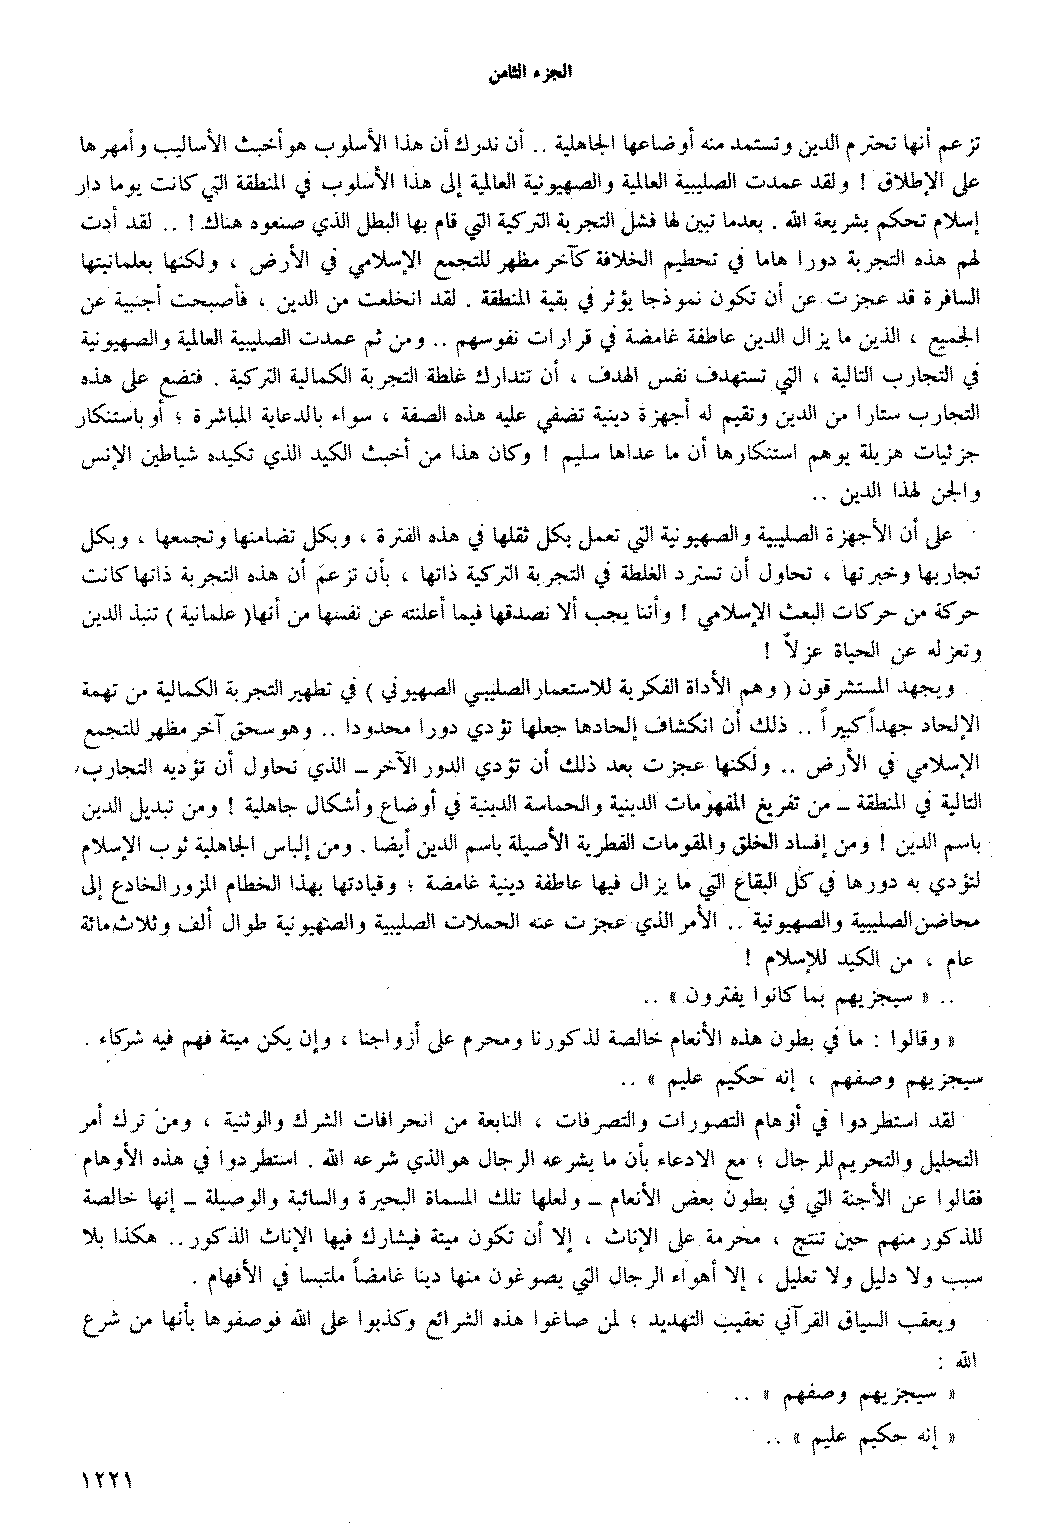 الجزء الثامن
تزعم أنها تحترم الدين وتستمد منه أوضاعها الجاهلية .. أن ندرك أن هذا الأسلوب هو أخبث الأساليب وأمهرها
على الإطلاق ! ولقد عمدت الصليبية العالمية والصهيونية العالمية إلى هذا الأسلوب في المنطقة التي كانت يوما دار
إسلام تحكم بشريعة الله . بعدما تبين لها فشل التجربة التركية التي قام بها البطل الذي صنعوه هناك ! .. لقد أدت
لهم هذه التجربة دورا هاما في تحطيم الخلافة كآخر مظهر للتجمع الإسلامي في الأرض ، ولكنها بعلمانيتها
السافرة قد عجزت عن أن تكون نموذجا يؤثر في بقية المنطقة . لقد انخلعت من الدين ، فأصبحت أجنبية عن
الجميع ، الذين ما يزال الدين عاطفة غامضة في قرارات نفوسهم .. ومن ثم عمدت الصليبية العالمية والصهيونية
في التجارب التالية ، التي تستهدف نفس الهدف ، أن تتدارك غلطة التجربة الكمالية التركية . فتضع على هذه
التجارب ستارا من الدين وتقيم له أجهزة دينية تضفي عليه هذه الصفة ، سواء بالدعاية المباشرة ؛ أو باستنكار
جزئيات هزيلة يوهم استنكارها أن ما عداها سليم ! وكان هذا من أخبث الكيد الذي تكيده شياطين الإنس
والجن لهذا الدين ..
على أن الأجهزة الصليبية والصهيونية التي تعمل بكل ثقلها في هذه الفترة ، وبكل تضامنها وتجمعها ، وبكل
تجاربها وخبرتها ، تحاول أن تسترد الغلطة في التجربة التركية ذاتها ، بأن تزعم أن هذه التجربة ذاتها كانت
حركة من حركات البعث الإسلامي ! وأننا يجب ألا نصدقها فيما أعلنته عن نفسها من أنها ( علمانية ) تنبذ الدين
وتعزله عن الحياة عزلاً !
ويجهد المستشرقون ( وهم الأداة الفكرية للاستعمار الصليبي الصهيوني ) في تطهير التجربة الكمالية من تهمة
الإلحاد جهداً كبيراً .. ذلك أن انكشاف إلحادها جعلها تؤدي دورا محدودا .. وهو سحق آخر مظهر للتجمع
الإسلامي في الأرض .. ولكنها عجزت بعد ذلك أن تؤدي الدور الآخر – الذي تحاول أن تؤديه التجارب
التالية في المنطقة – من تفريغ المفهومات الدينية والحماسة الدينية في أوضاع وأشكال جاهلية ! ومن تبديل الدين
باسم الدين ! ومن إفساد الخلق والمقومات الفطرية الأصيلة باسم الدين أيضا . ومن إلباس الجاهلية ثوب الإسلام
لتؤدي به دورها في كل البقاع التي ما يزال فيها عاطفة دينية غامضة ؛ وقيادتها بهذا الخطام المزور الخادع إلى
محاضن الصليبية والصهيونية .. الأمر الذي عجزت عنه الحملات الصليبية والصهيونية طوال ألف وثلاث مائة
عام ، من الكيد للإسلام !
.. « سيجزيهم بما كانوا يفترون » ..
« وقالوا : ما في بطون هذه الأنعام خالصة لذكورنا ومحرم على أزواجنا ، وإن يكن ميتة فهم فيه شركاء .
سيجزيهم وصفهم ، إنه حكيم عليم » ..
لقد استطردوا في أوهام التصورات والتصرفات ، النابعة من انحرافات الشرك والوثنية ، ومن ترك أمر
التحليل والتحريم للرجال ؛ مع الادعاء بأن ما يشرعه الرجال هو الذي شرعه الله . استطردوا في هذه الأوهام
فقالوا عن الأجنة التي في بطون بعض الأنعام – ولعلها تلك المسماة البحيرة والسائبة والوصيلة – إنها خالصة
للذكور منهم حين تنتج ، محرمة على الإناث ، إلا أن تكون ميتة فيشارك فيها الإناث الذكور .. هكذا بلا
سبب ولا دليل ولا تعليل ، إلا أهواء الرجال التي يصوغون منها دينا غامضاً ملتبسا في الأفهام .
ويعقب السياق القرآني تعقيب التهديد ؛ لمن صاغوا هذه الشرائع وكذبوا على الله فوصفوها بأنها من شرع
الله :
« سيجزيهم وصفهم » ..
« إنه حكيم عليم » ..
١٢٢١